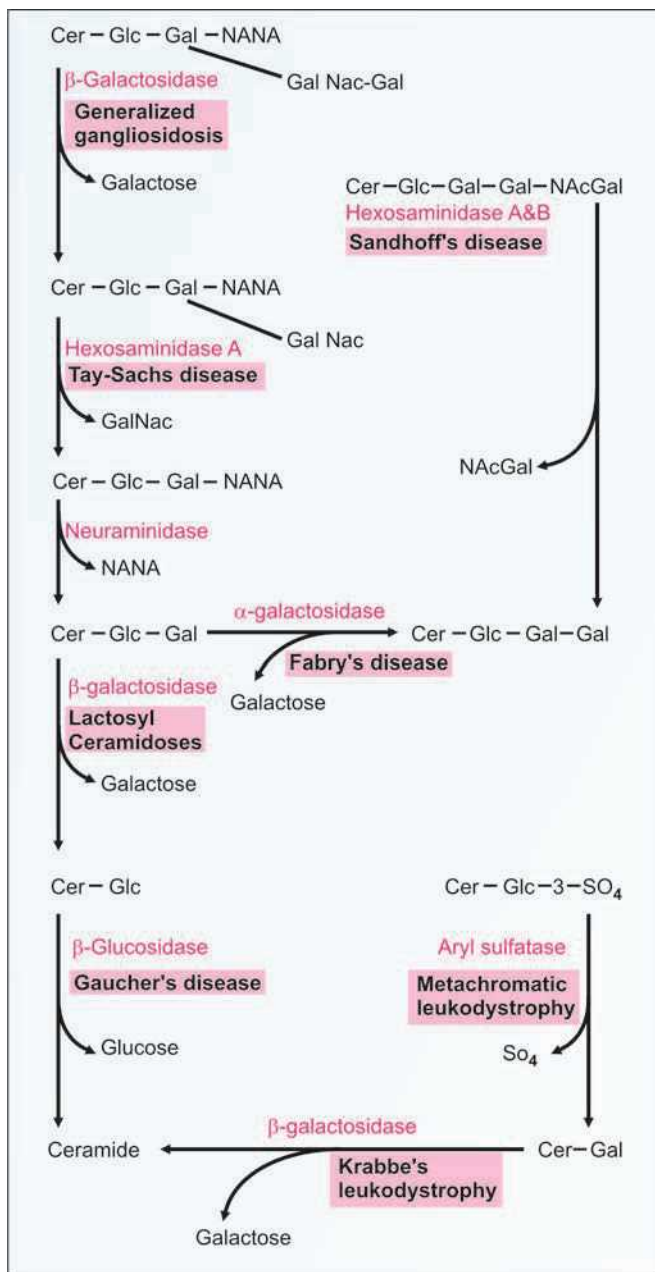 Cer – Glc – Gal – NANA
Gal Nac-Gal
β-Galactosidase
Generalized
gangliosidosis
Galactose
Cer – Glc – Gal – Gal – NAcGal
Hexosaminidase A&B
Sandhoff's disease
Cer – Glc – Gal – NANA
Gal Nac
Hexosaminidase A
Tay-Sachs disease
GalNac
NAcGal
Cer – Glc – Gal – NANA
Neuraminidase
NANA
Cer – Glc – Gal
α-galactosidase
Cer – Glc – Gal – Gal
Fabry's disease
Galactose
β-galactosidase
Lactosyl
Ceramidoses
Galactose
Cer – Glc
Cer – Glc – 3 – SO₄
β-Glucosidase
Gaucher's disease
Glucose
Aryl sulfatase
Metachromatic
leukodystrophy
So₄
Ceramide
β-galactosidase
Cer – Gal
Krabbe's
leukodystrophy
Galactose